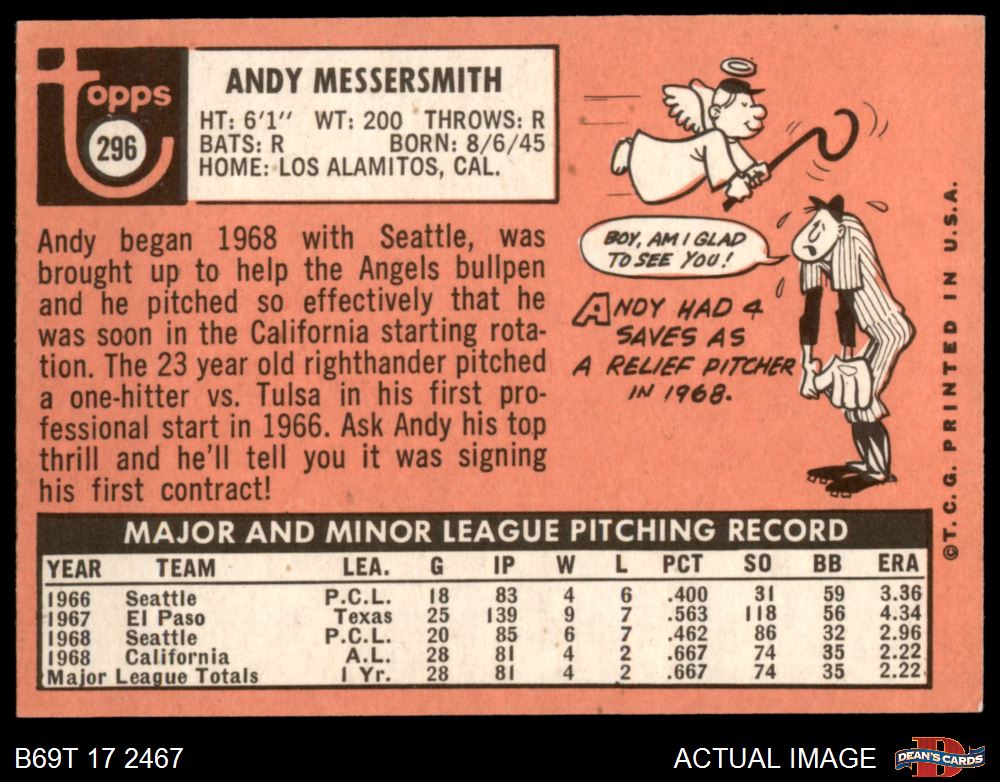 Topps
296
ANDY MESSERSMITH
HT: 6'1" WT: 200 THROWS: R
BATS: R BORN: 8/6/45
HOME: LOS ALAMITOS, CAL.
Andy began 1968 with Seattle, was
brought up to help the Angels bullpen
and he pitched so effectively that he
was soon in the California starting rota-
tion. The 23 year old righthander pitched
a one-hitter vs. Tulsa in his first pro-
fessional start in 1966. Ask Andy his top
thrill and he'll tell you it was signing
his first contract!
BOY, AM I GLAD
TO SEE YOU!
ANDY HAD 4
SAVES AS
A RELIEF PITCHER
IN 1968.
©T. C. G. PRINTED IN U.S.A.
MAJOR AND MINOR LEAGUE PITCHING RECORD
YEAR TEAM LEA. G IP W L PCT SO BB ERA
1966 Seattle P.C.L. 18 83 4 6 .400 31 59 3.36
1967 El Paso Texas 25 139 9 7 .563 118 56 4.34
1968 Seattle P.C.L. 20 85 6 7 .462 86 32 2.96
1968 California A.L. 28 81 4 2 .667 74 35 2.22
Major League Totals 1 Yr. 28 81 4 2 .667 74 35 2.22
B69T 17 2467
ACTUAL IMAGE
D
DEAN'S CARDS